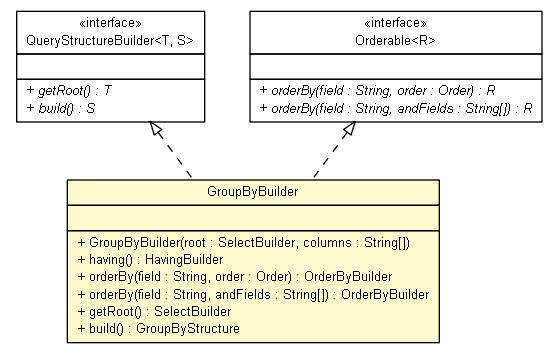 «interface»
QueryStructureBuilder<T, S>
+ getRoot() : T
+ build() : S
«interface»
Orderable<R>
+ orderBy(field : String, order : Order) : R
+ orderBy(field : String, andFields : String[]) : R
GroupByBuilder
+ GroupByBuilder(root : SelectBuilder, columns : String[])
+ having() : HavingBuilder
+ orderBy(field : String, order : Order) : OrderByBuilder
+ orderBy(field : String, andFields : String[]) : OrderByBuilder
+ getRoot() : SelectBuilder
+ build() : GroupByStructure